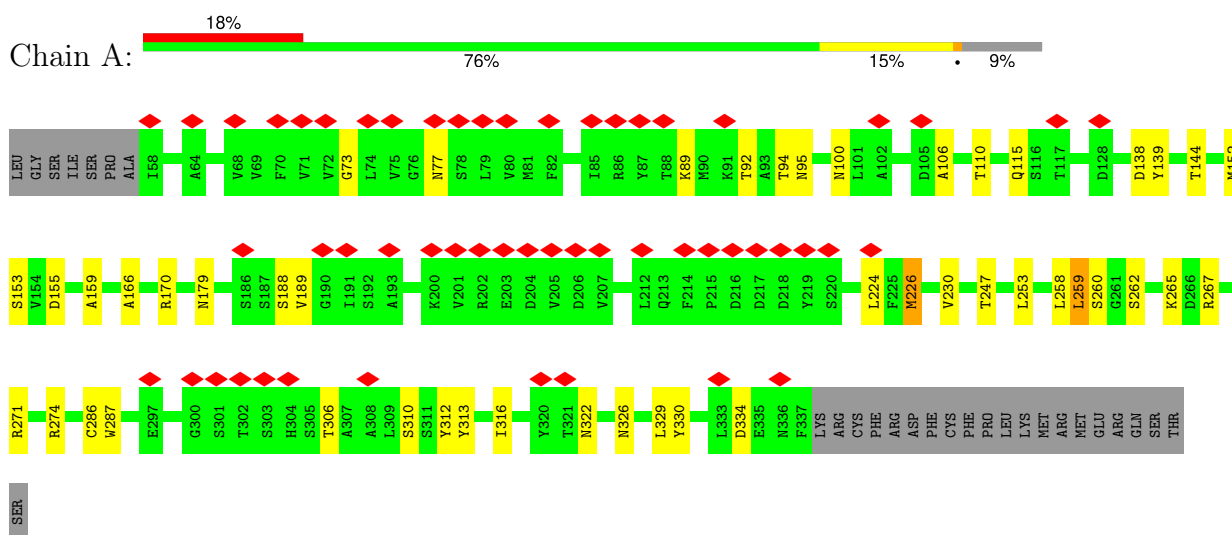 18%
Chain A:
76% 15% • 9%
LEU GLY SER ILE SER PRO ALA I58 A64 V68 V69 F70 V71 V72 G73 L74 V75 G76 N77 S78 L79 V80 M81 F82 I85 R86 Y87 T88 K89 M90 K91 T92 A93 T94 N95 N100 L101 A102 D105 A106 T110 Q115 S116 T117 D128 D138 Y139 T144 M152
S153 V154 D155 A159 A166 R170 N179 S186 S187 S188 V189 G190 I191 S192 A193 K200 V201 R202 E203 D204 V205 D206 V207 L212 Q213 F214 P215 D216 D217 D218 Y219 S220 L224 F225 M226 V230 T247 L253 L258 L259 S260 G261 S262 K265 D266 R267
R271 R274 C286 W287 E297 G300 S301 T302 S303 H304 S305 T306 A307 A308 L309 S310 S311 Y312 Y313 I316 Y320 T321 N322 N326 L329 Y330 L333 D334 E335 N336 F337 LYS ARG CYS PHE ARG ASP PHE CYS PHE PRO LEU LYS MET ARG MET GLU ARG GLN SER THR
SER